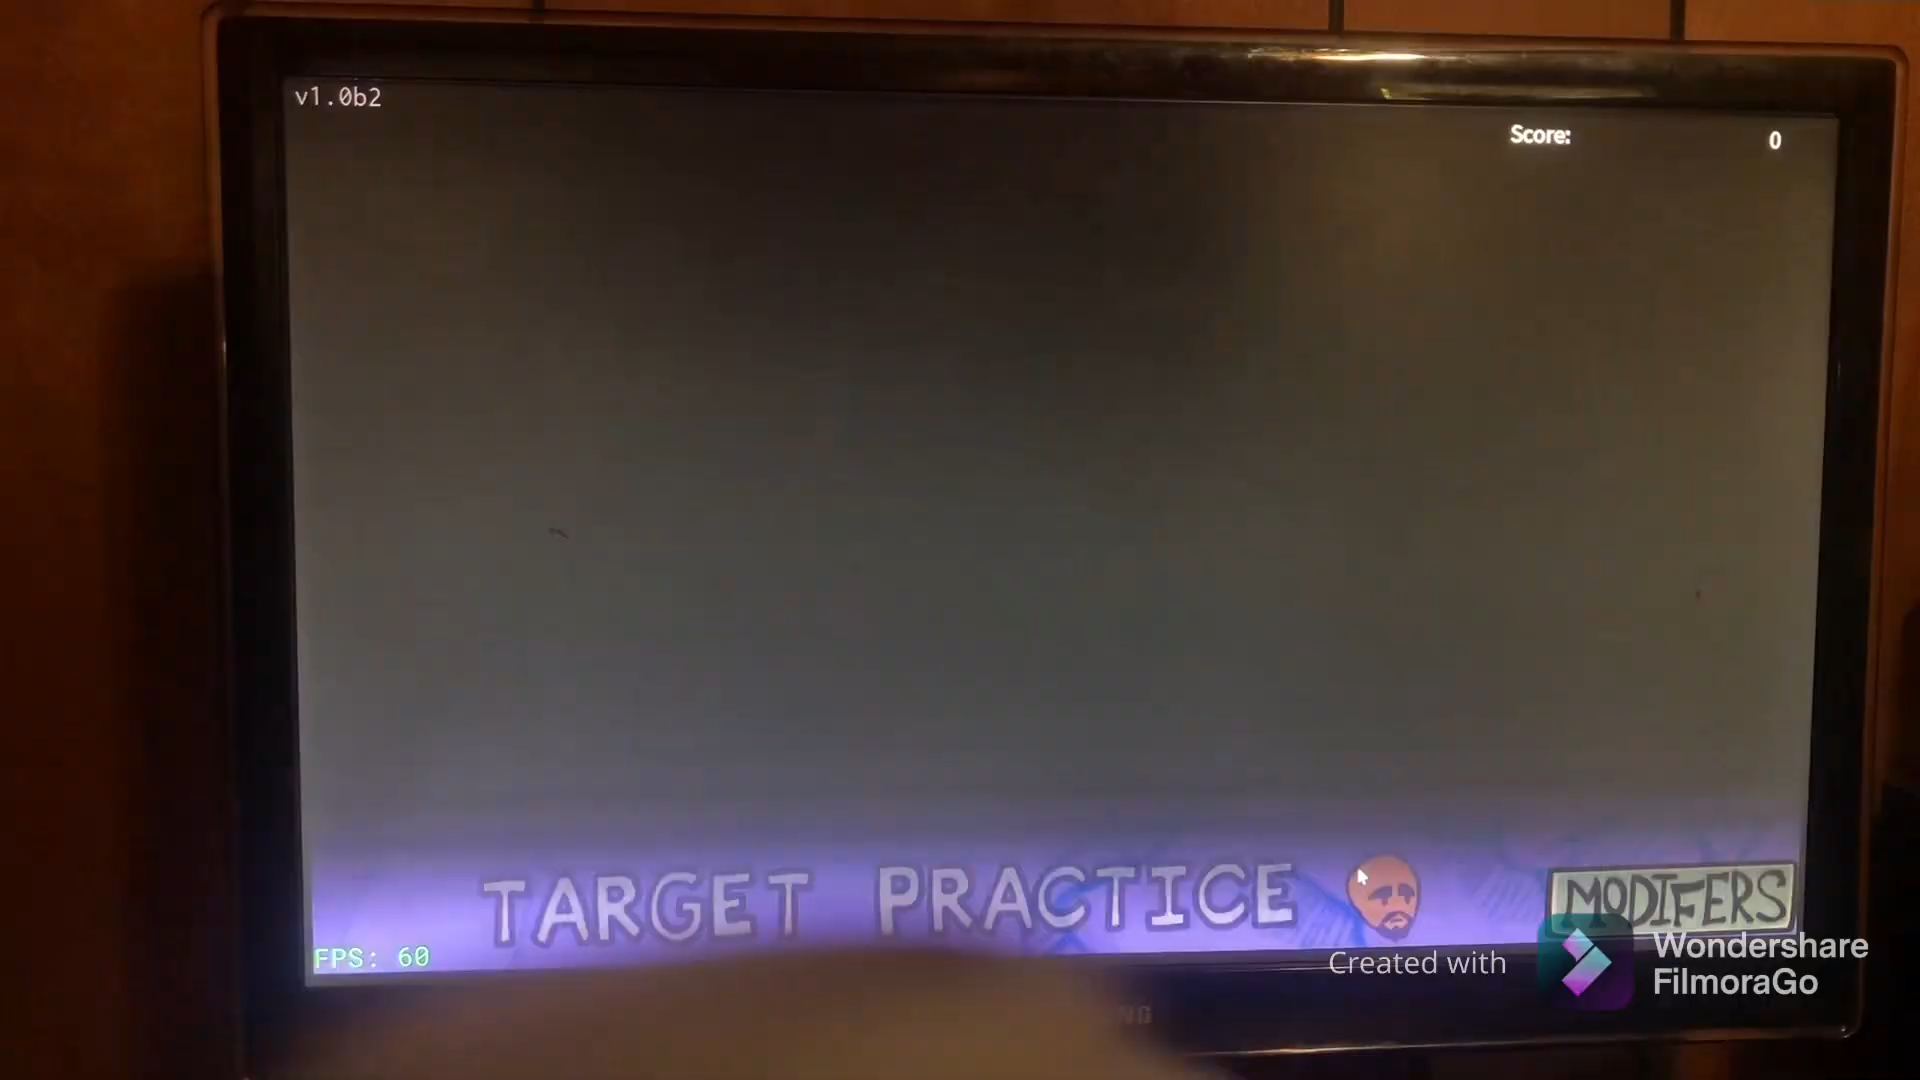 v1.0b2
Score: 0
TARGET PRACTICE
MODIFERS
FPS: 60
Created with
Wondershare
FilmoraGo